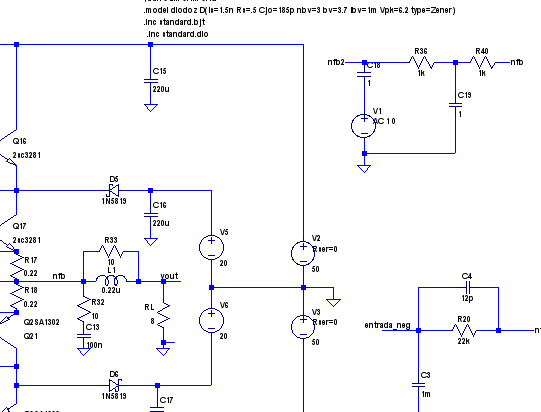 .model diodoz D(Is=1.5n Rs=.5 Cjo=185p nbv=3 bv=3.7 Ibv=1m Vpk=6.2 type=Zener)
.inc standard.bjt
.inc standard.dio
C15
220u
nfb2
C18
1
R36
1k
R40
1k
nfb
C19
1
V1
AC 1 0
Q16
2sc3281
D5
1N5819
C16
220u
Q17
2sc3281
V5
20
V2
Rser=0
50
R17
0.22
nfb
R33
10
L1
0.22u
vout
R18
0.22
R32
10
C13
100n
RL
8
V6
20
V3
Rser=0
50
Q2SA1302
Q21
D6
1N5819
C17
C4
12p
entrada_neg
R20
22k
C3
1m